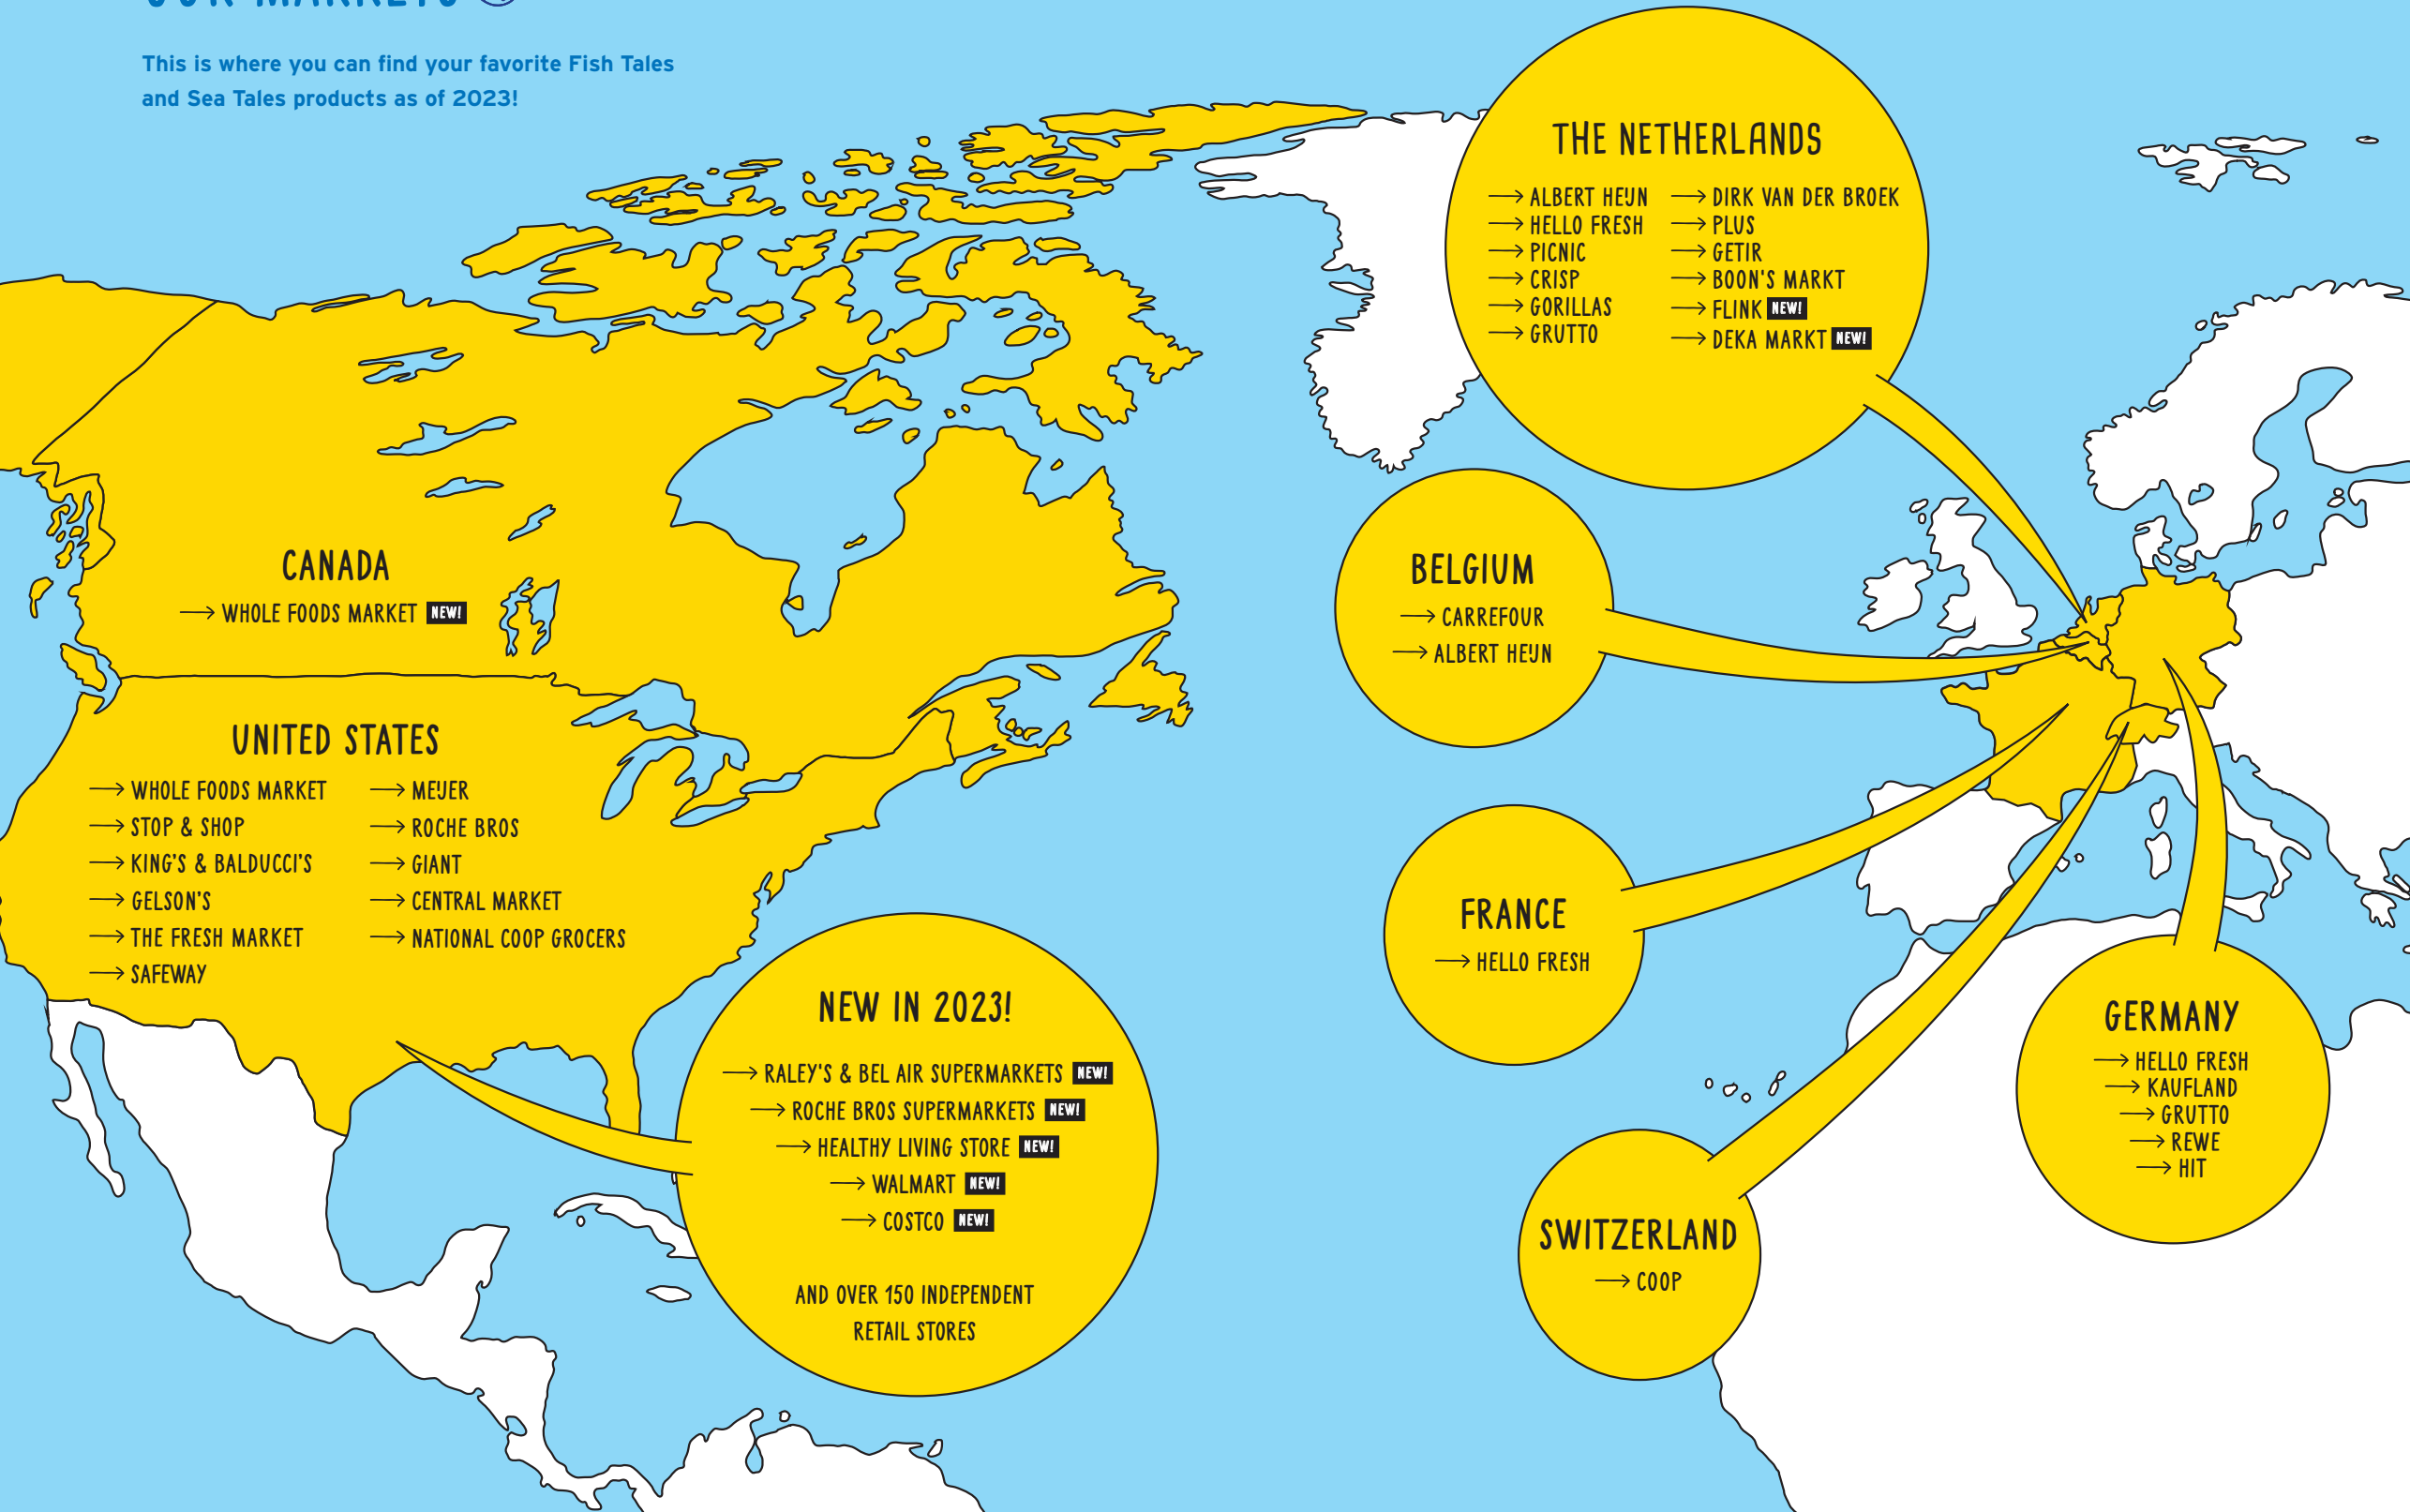 OUR MARKETS
This is where you can find your favorite Fish Tales
and Sea Tales products as of 2023!
THE NETHERLANDS
→ ALBERT HEIJN
→ HELLO FRESH
→ PICNIC
→ CRISP
→ GORILLAS
→ GRUTTO
→ DIRK VAN DER BROEK
→ PLUS
→ GETIR
→ BOON'S MARKT
→ FLINK NEW!
→ DEKA MARKT NEW!
CANADA
→ WHOLE FOODS MARKET NEW!
BELGIUM
→ CARREFOUR
→ ALBERT HEIJN
UNITED STATES
→ WHOLE FOODS MARKET
→ STOP & SHOP
→ KING'S & BALDUCCI'S
→ GELSON'S
→ THE FRESH MARKET
→ SAFEWAY
→ MEIJER
→ ROCHE BROS
→ GIANT
→ CENTRAL MARKET
→ NATIONAL COOP GROCERS
FRANCE
→ HELLO FRESH
NEW IN 2023!
→ RALEY'S & BEL AIR SUPERMARKETS NEW!
→ ROCHE BROS SUPERMARKETS NEW!
→ HEALTHY LIVING STORE NEW!
→ WALMART NEW!
→ COSTCO NEW!
AND OVER 150 INDEPENDENT
RETAIL STORES
GERMANY
→ HELLO FRESH
→ KAUFLAND
→ GRUTTO
→ REWE
→ HIT
SWITZERLAND
→ COOP